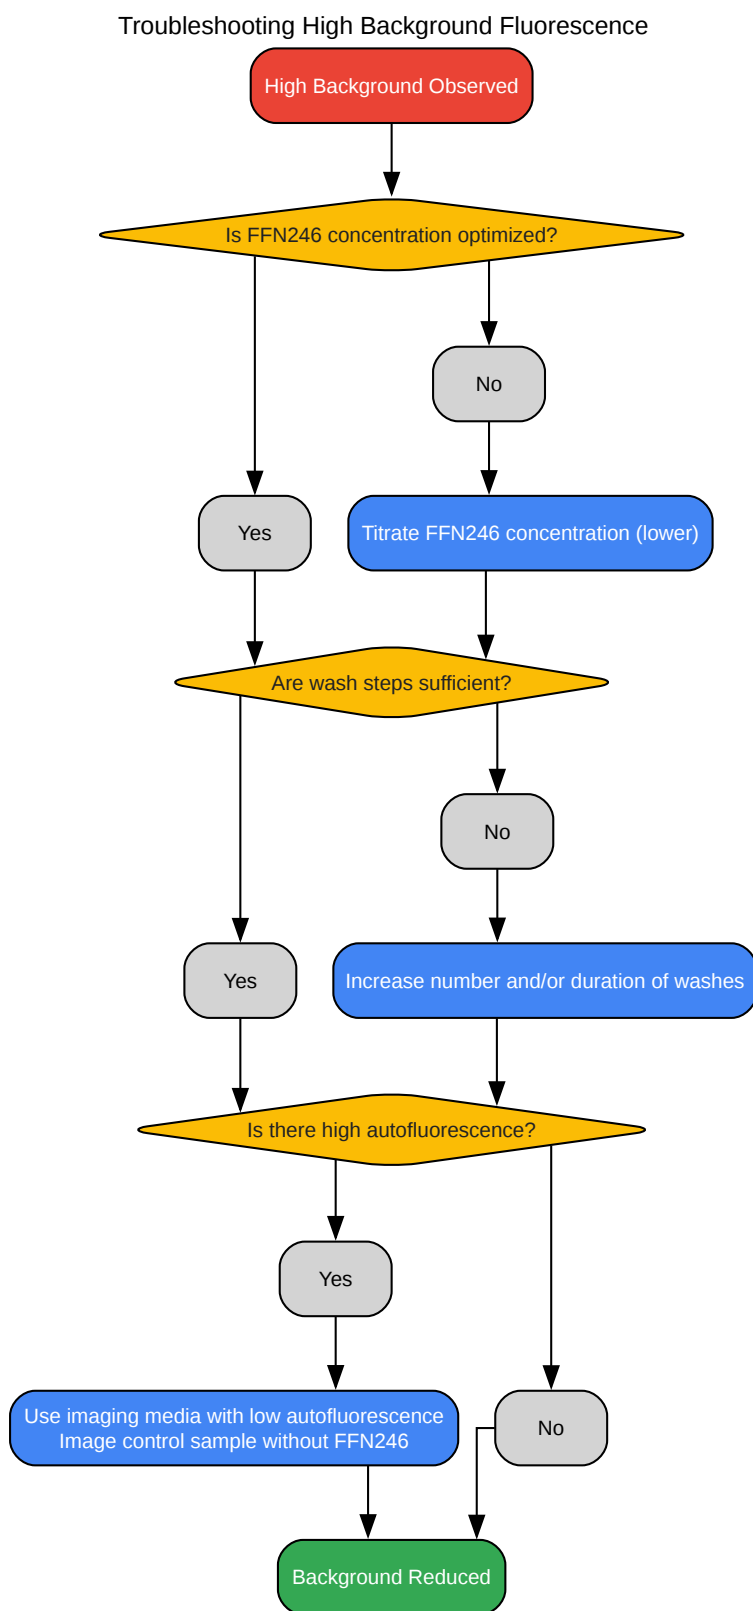 Troubleshooting High Background Fluorescence
High Background Observed
Is FFN246 concentration optimized?
No
Yes
Titrate FFN246 concentration (lower)
Are wash steps sufficient?
No
Yes
Increase number and/or duration of washes
Is there high autofluorescence?
Yes
Use imaging media with low autofluorescence
Image control sample without FFN246
No
Background Reduced